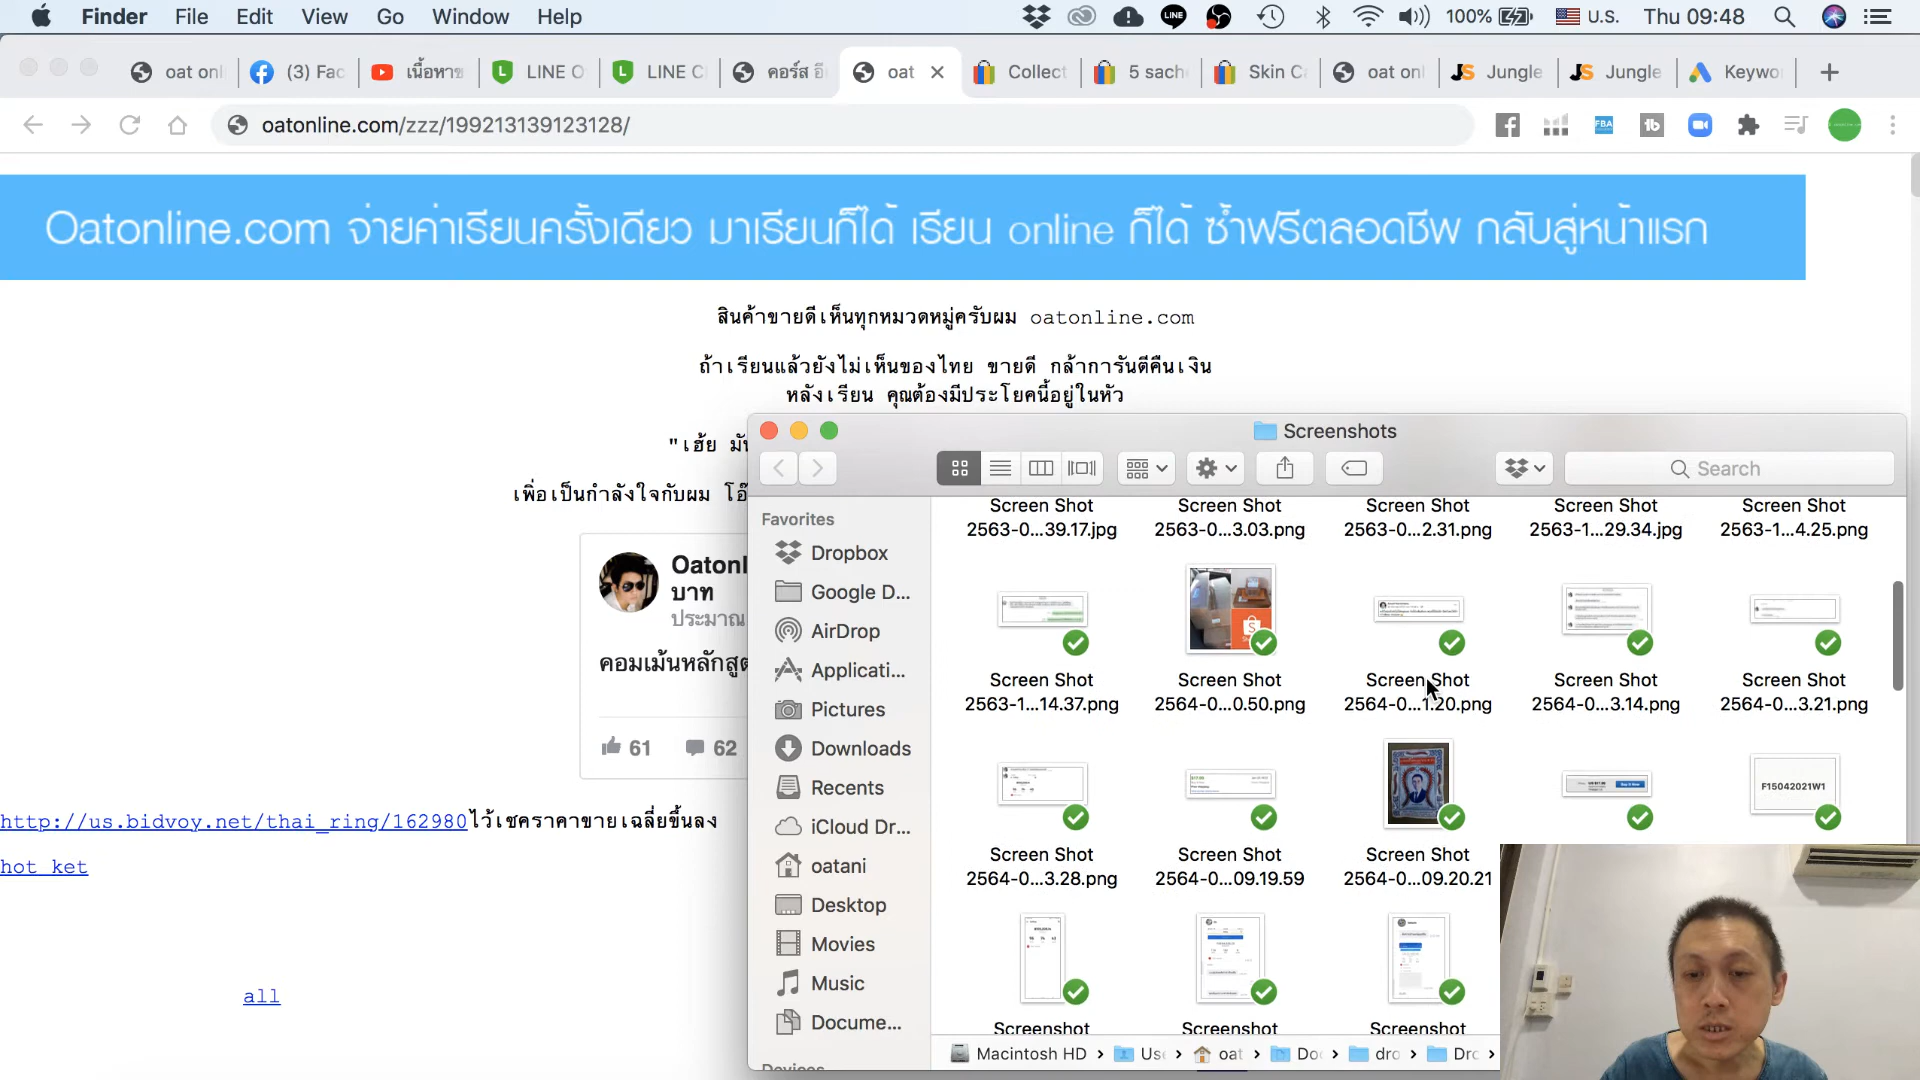 Finder File Edit View Go Window Help
100% U.S. Thu 09:48
oat onl (3) Fac เนื้อหาข LINE O LINE C คอร์ส อี oat Collect 5 sach Skin Ca oat onl Jungle Jungle Keywo
oatonline.com/zzz/199213139123128/
Oatonline.com จ่ายค่าเรียนครั้งเดียว มาเรียนก็ได้ เรียน online ก็ได้ ซ้ำฟรีตลอดชีพ กลับสู่หน้าแรก
สินค้าขายดีเห็นทุกหมวดหมู่ครับผม oatonline.com
ถ้าเรียนแล้วยังไม่เห็นของไทย ขายดี กล้าการันตีคืนเงิน
หลังเรียน คุณต้องมีประโยคนี้อยู่ในหัว
"เฮ้ย มัน
เพื่อเป็นกำลังใจกับผม โอ๊
Oatonl
บาท
ประมาณ
คอมเม้นหลักสูต
61 62
http://us.bidvoy.net/thai_ring/162980ไว้เชคราคาขายเฉลี่ยขึ้นลง
hot ket
all
Screenshots
Search
Favorites
Dropbox
Google D...
AirDrop
Applicati...
Pictures
Downloads
Recents
iCloud Dr...
oatani
Desktop
Movies
Music
Docume...
Devices
Screen Shot Screen Shot Screen Shot Screen Shot Screen Shot
2563-0...39.17.jpg 2563-0...3.03.png 2563-0...2.31.png 2563-1...29.34.jpg 2563-1...4.25.png
Screen Shot Screen Shot Screen Shot Screen Shot Screen Shot
2563-1...14.37.png 2564-0...0.50.png 2564-0...1.20.png 2564-0...3.14.png 2564-0...3.21.png
F15042021W1
Screen Shot Screen Shot Screen Shot
2564-0...3.28.png 2564-0...09.19.59 2564-0...09.20.21
Screenshot Screenshot Screenshot
Macintosh HD Use oat Do dro Dro